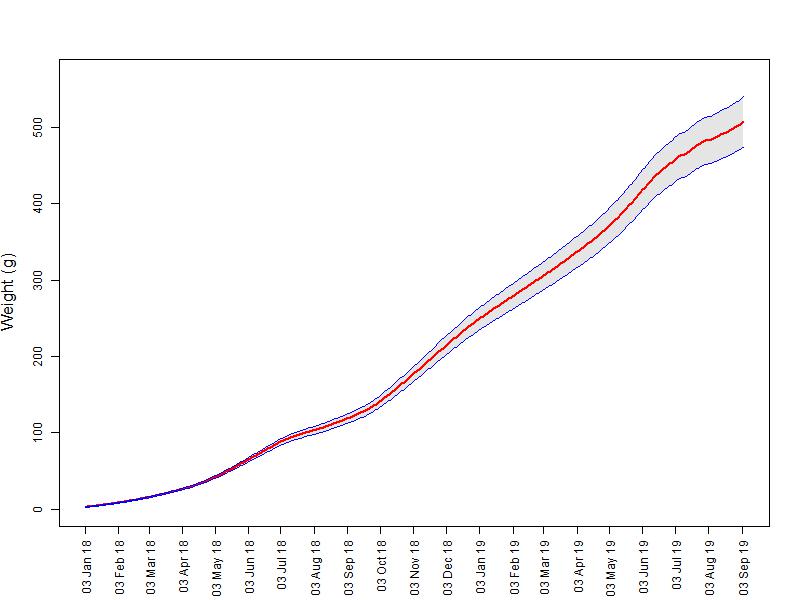 Weight (g)
500
400
300
200
100
0
03 Jan 18
03 Feb 18
03 Mar 18
03 Apr 18
03 May 18
03 Jun 18
03 Jul 18
03 Aug 18
03 Sep 18
03 Oct 18
03 Nov 18
03 Dec 18
03 Jan 19
03 Feb 19
03 Mar 19
03 Apr 19
03 May 19
03 Jun 19
03 Jul 19
03 Aug 19
03 Sep 19